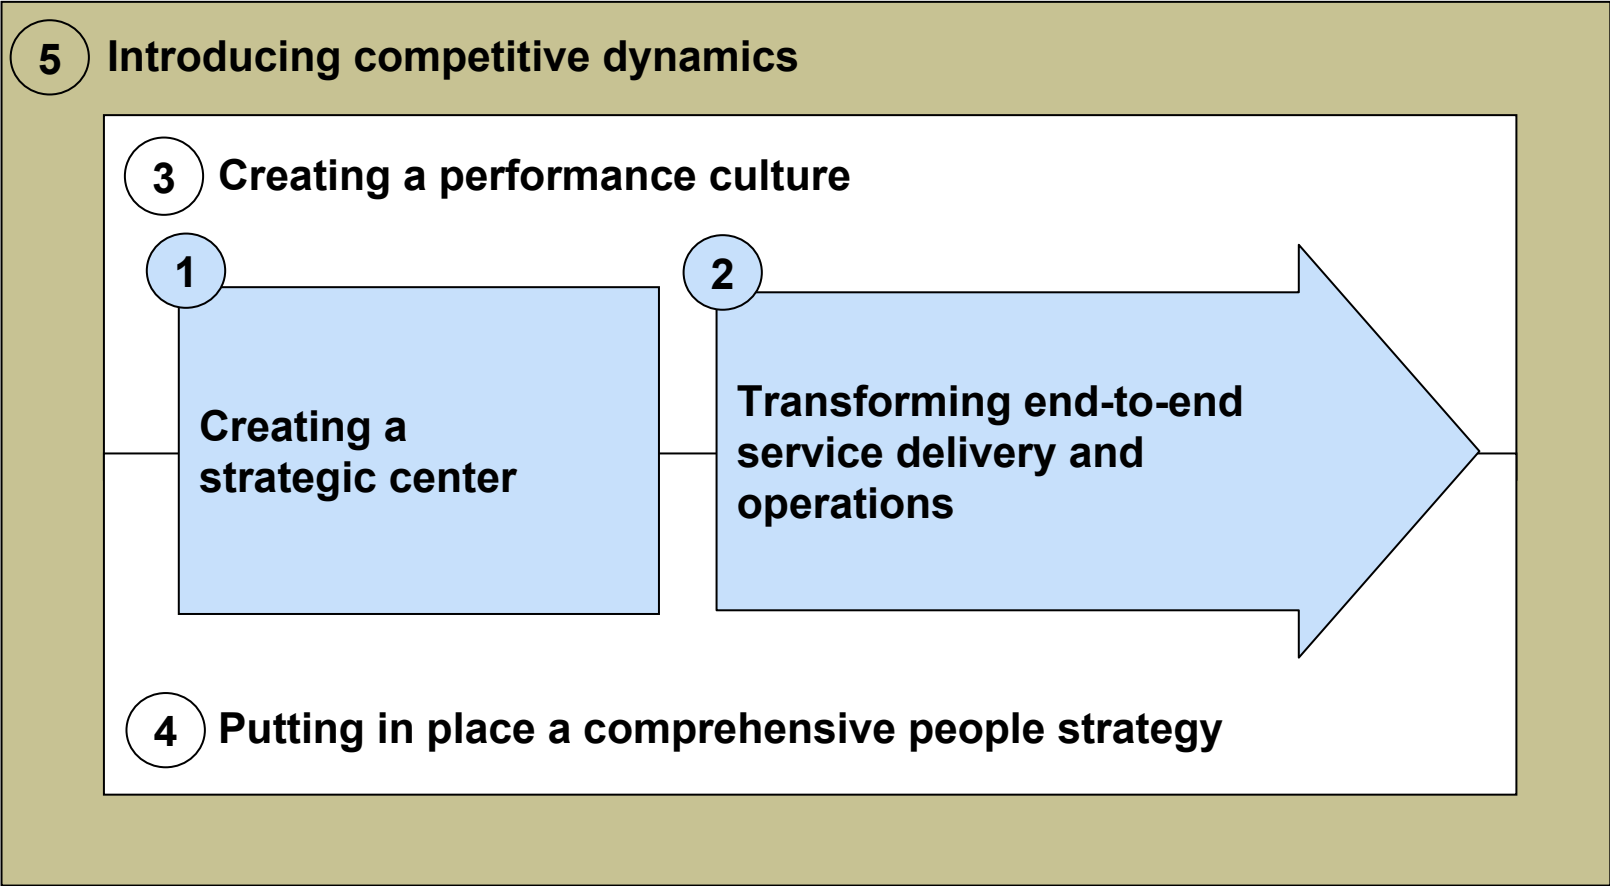 5 Introducing competitive dynamics
3 Creating a performance culture
1
Creating a
strategic center
2
Transforming end-to-end
service delivery and
operations
4 Putting in place a comprehensive people strategy